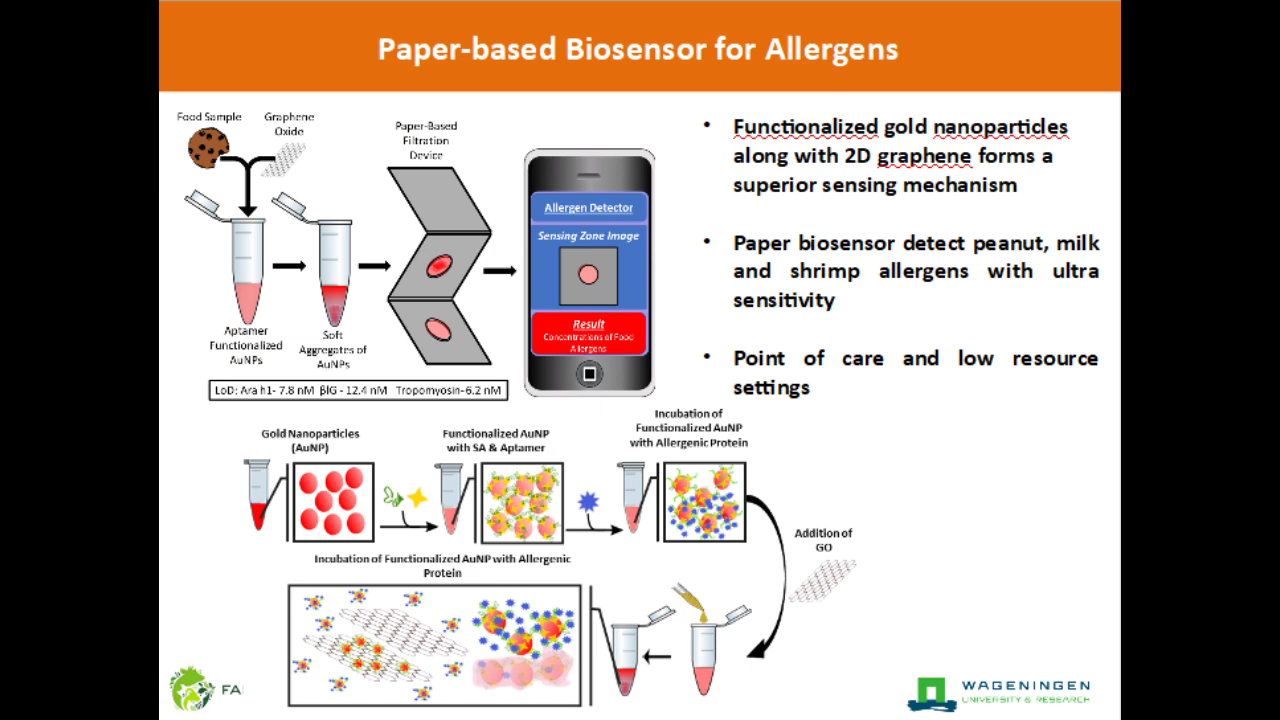 Paper-based Biosensor for Allergens
Food Sample
Graphene
Oxide
Paper-Based
Filtration
Device
Aptamer
Functionalized
AuNPs
Soft
Aggregates of
AuNPs
Allergen Detector
Sensing Zone Image
Result
Concentrations of Food
Allergens
LoD: Ara h1- 7.8 nM βlG - 12.4 nM Tropomyosin- 6.2 nM
• Functionalized gold nanoparticles
along with 2D graphene forms a
superior sensing mechanism
• Paper biosensor detect peanut, milk
and shrimp allergens with ultra
sensitivity
• Point of care and low resource
settings
Gold Nanoparticles
(AuNP)
Functionalized AuNP
with SA & Aptamer
Incubation of
Functionalized AuNP
with Allergenic Protein
Addition of
GO
Incubation of Functionalized AuNP with Allergenic
Protein
FA
WAGENINGEN
UNIVERSITY & RESEARCH